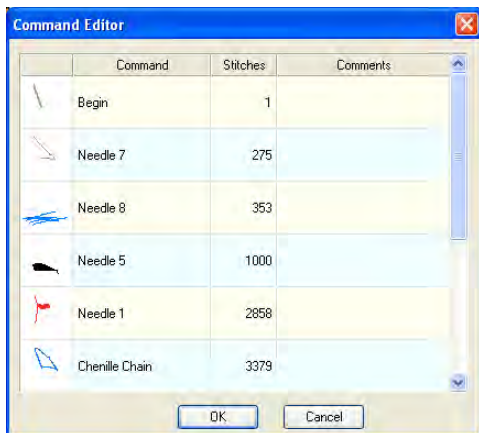 Command Editor
Command Stitches Comments
Begin 1
Needle 7 275
Needle 8 353
Needle 5 1000
Needle 1 2858
Chenille Chain 3379
OK Cancel